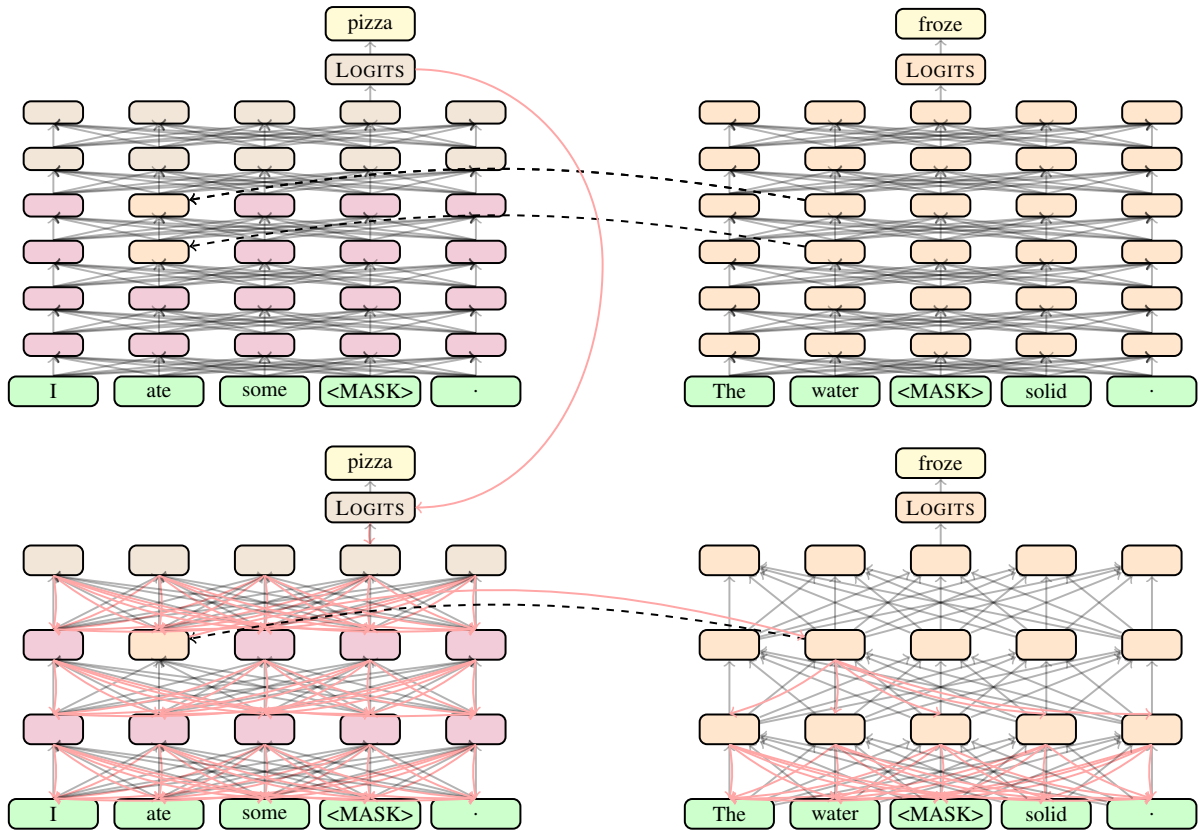 pizza
froze
LOGITS
LOGITS
I ate some <MASK> .
The water <MASK> solid .
pizza
froze
LOGITS
LOGITS
I ate some <MASK> .
The water <MASK> solid .